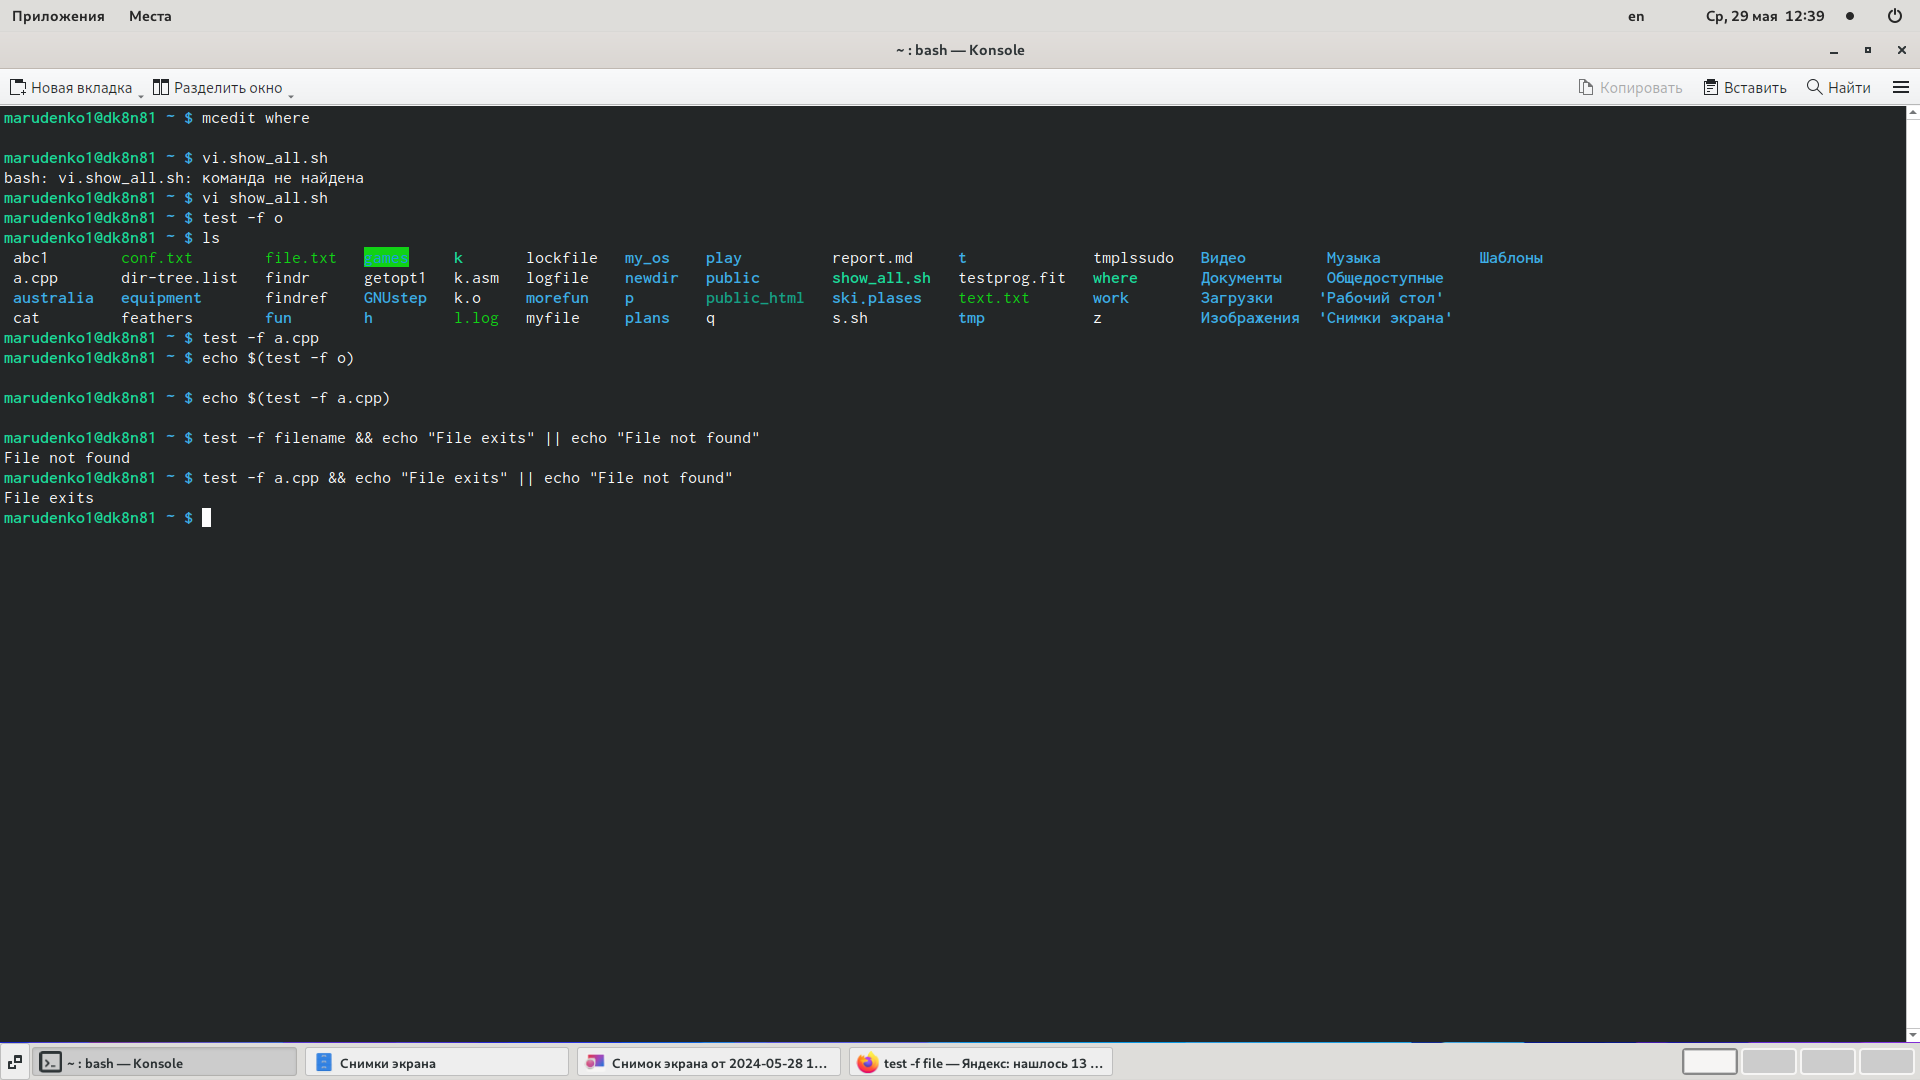 Приложения Места en Ср, 29 мая 12:39
~ : bash — Konsole
Новая вкладка Разделить окно Копировать Вставить Найти
marudenko1@dk8n81 ~ $ mcedit where
marudenko1@dk8n81 ~ $ vi.show_all.sh
bash: vi.show_all.sh: команда не найдена
marudenko1@dk8n81 ~ $ vi show_all.sh
marudenko1@dk8n81 ~ $ test -f o
marudenko1@dk8n81 ~ $ ls
abc1 conf.txt file.txt games k lockfile my_os play report.md t tmplssudo Видео Музыка Шаблоны
a.cpp dir-tree.list findr getopt1 k.asm logfile newdir public show_all.sh testprog.fit where Документы Общедоступные
australia equipment findref GNUstep k.o morefun p public_html ski.plases text.txt work Загрузки 'Рабочий стол'
cat feathers fun h l.log myfile plans q s.sh tmp z Изображения 'Снимки экрана'
marudenko1@dk8n81 ~ $ test -f a.cpp
marudenko1@dk8n81 ~ $ echo $(test -f o)
marudenko1@dk8n81 ~ $ echo $(test -f a.cpp)
marudenko1@dk8n81 ~ $ test -f filename && echo "File exits" || echo "File not found"
File not found
marudenko1@dk8n81 ~ $ test -f a.cpp && echo "File exits" || echo "File not found"
File exits
marudenko1@dk8n81 ~ $
~ : bash — Konsole Снимки экрана Снимок экрана от 2024-05-28 1... test -f file — Яндекс: нашлось 13 ...